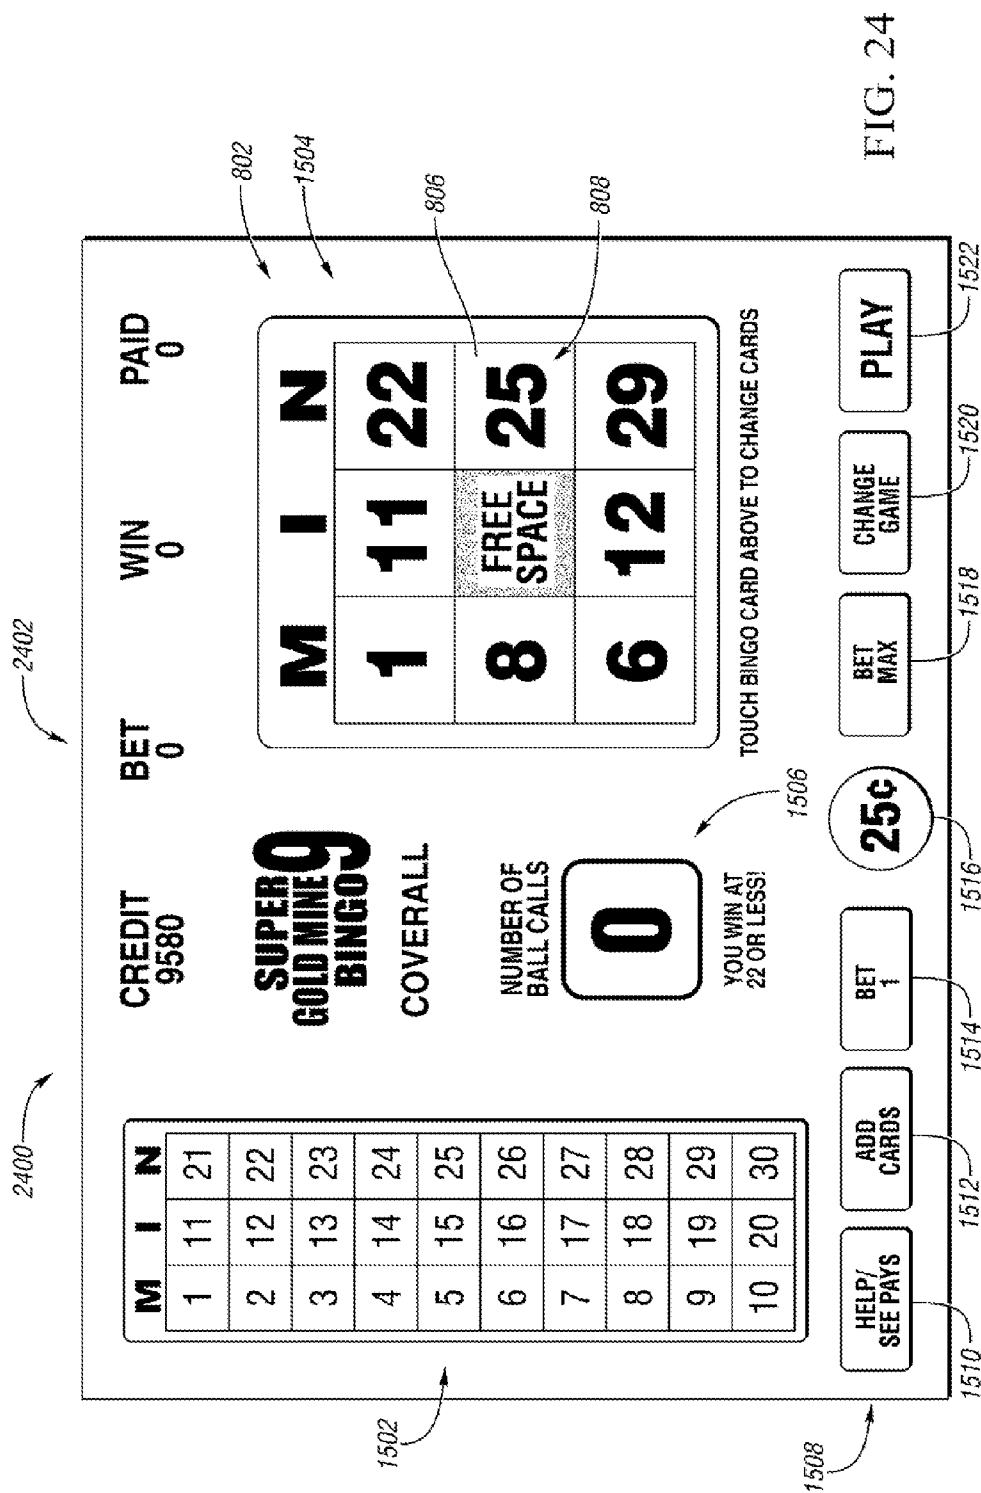 2400
2402
CREDIT BET WIN PAID
9580 0 0 0
802
1504
M I N
1 11 21
2 12 22
3 13 23
4 14 24
5 15 25
6 16 26
7 17 27
8 18 28
9 19 29
10 20 30
1502
SUPER
GOLD MINE 9
BINGO
COVERALL
NUMBER OF
BALL CALLS
0
YOU WIN AT
22 OR LESS!
1506
M I N
1 11 22
8 FREE SPACE 25
6 12 29
806
808
TOUCH BINGO CARD ABOVE TO CHANGE CARDS
1508
HELP/
SEE PAYS
ADD
CARDS
BET
1
25¢
BET
MAX
CHANGE
GAME
PLAY
1510 1512 1514 1516 1518 1520 1522
FIG. 24